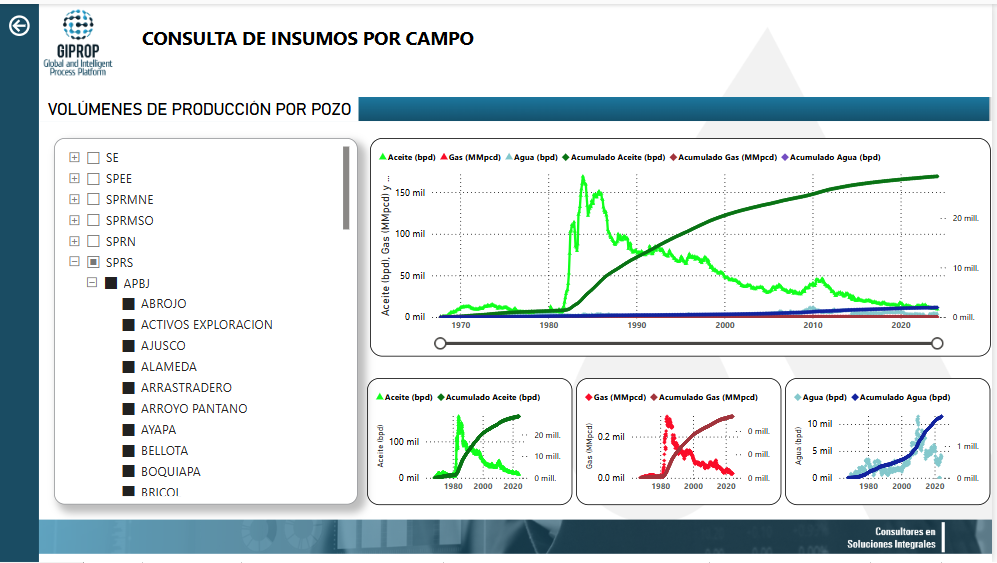 GIPROP
Global and Intelligent
Process Platform
CONSULTA DE INSUMOS POR CAMPO
VOLÚMENES DE PRODUCCIÓN POR POZO
SE
SPEE
SPRMNE
SPRMSO
SPRN
SPRS
APBJ
ABROJO
ACTIVOS EXPLORACION
AJUSCO
ALAMEDA
ARRASTRADERO
ARROYO PANTANO
AYAPA
BELLOTA
BOQUIAPA
BRICOL
Aceite (bpd) Gas (MMpcd) Agua (bpd) Acumulado Aceite (bpd) Acumulado Gas (MMpcd) Acumulado Agua (bpd)
Aceite (bpd), Gas (MMpcd) y ...
150 mil
100 mil
50 mil
0 mil
20 mill.
10 mill.
0 mill.
1970 1980 1990 2000 2010 2020
Aceite (bpd) Acumulado Aceite (bpd)
Aceite (bpd)
100 mil
0 mil
20 mill.
10 mill.
0 mill.
1980 2000 2020
Gas (MMpcd) Acumulado Gas (MMpcd)
Gas (MMpcd)
0.2 mil
0.0 mil
0 mill.
0 mill.
0 mill.
1980 2000 2020
Agua (bpd) Acumulado Agua (bpd)
Agua (bpd)
10 mil
5 mil
0 mil
1 mill.
0 mill.
1980 2000 2020
Consultores en
Soluciones Integrales